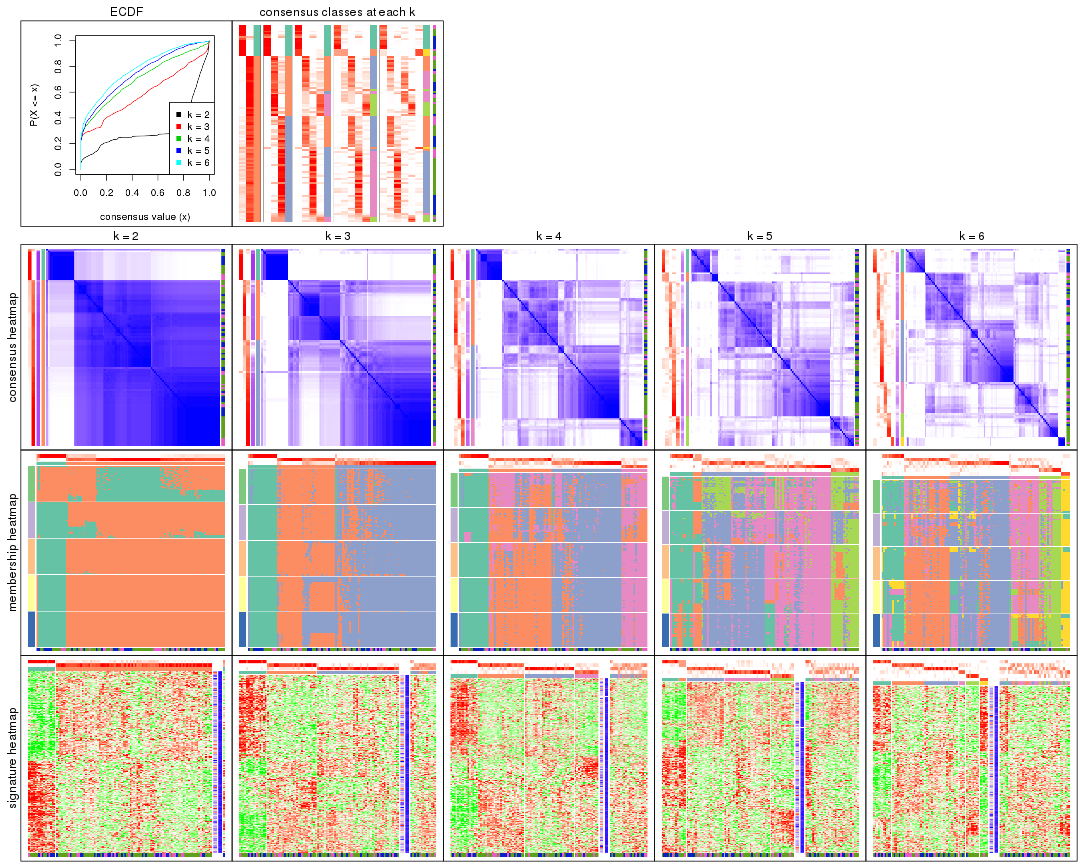 ECDF
consensus classes at each k
P(X <= x)
0.0 0.2 0.4 0.6 0.8 1.0
k = 2
k = 3
k = 4
k = 5
k = 6
0.0 0.2 0.4 0.6 0.8 1.0
consensus value (x)
k = 2
k = 3
k = 4
k = 5
k = 6
consensus heatmap
membership heatmap
signature heatmap